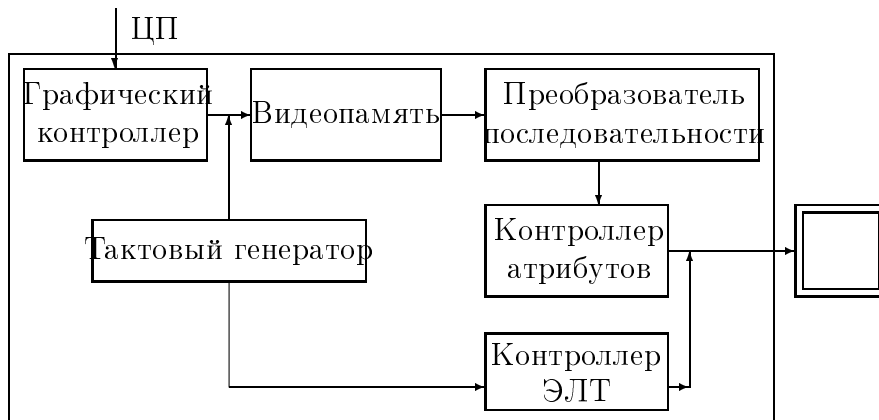 ЦП
Графический
контроллер
Видеопамять
Преобразователь
последовательности
Тактовый генератор
Контроллер
атрибутов
Контроллер
ЭЛТ